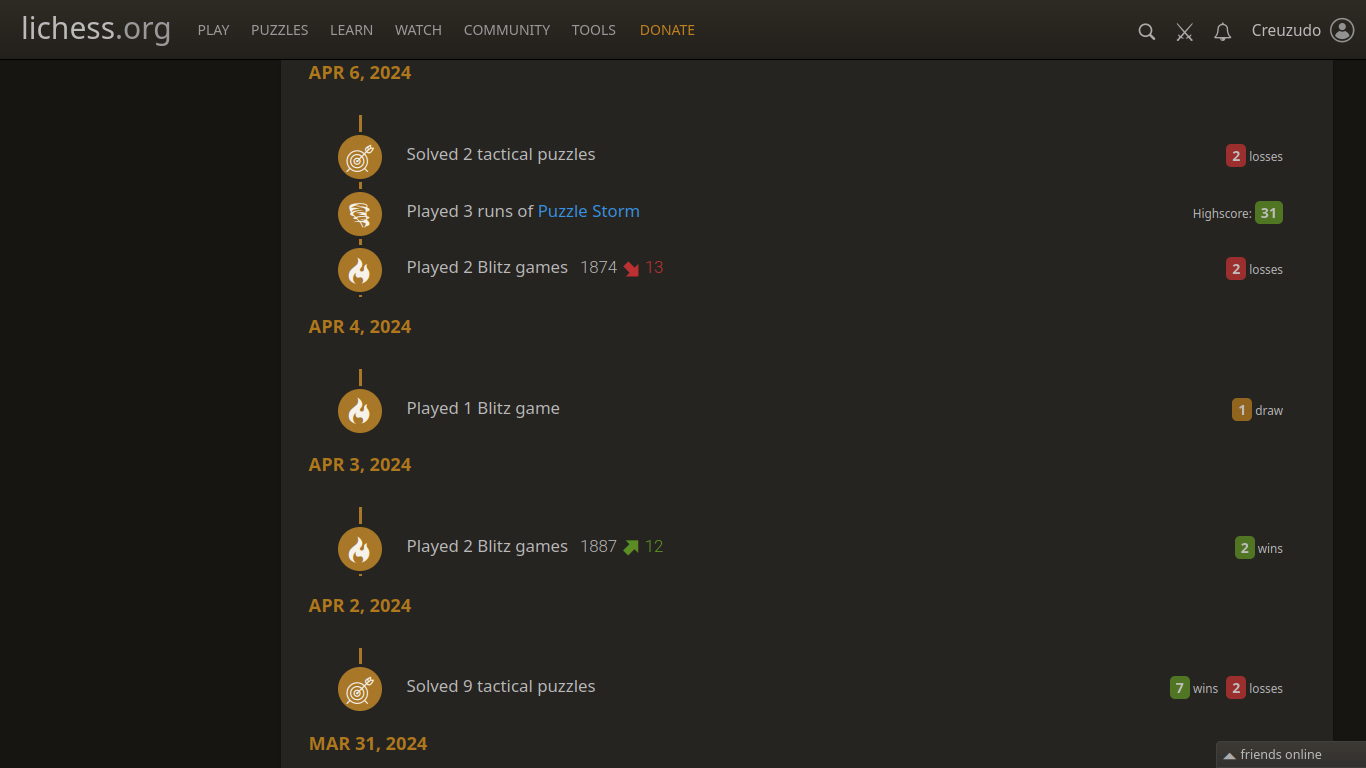 lichess.org PLAY PUZZLES LEARN WATCH COMMUNITY TOOLS DONATE Creuzudo
APR 6, 2024
Solved 2 tactical puzzles 2 losses
Played 3 runs of Puzzle Storm Highscore: 31
Played 2 Blitz games 1874 13 2 losses
APR 4, 2024
Played 1 Blitz game 1 draw
APR 3, 2024
Played 2 Blitz games 1887 12 2 wins
APR 2, 2024
Solved 9 tactical puzzles 7 wins 2 losses
MAR 31, 2024
friends online